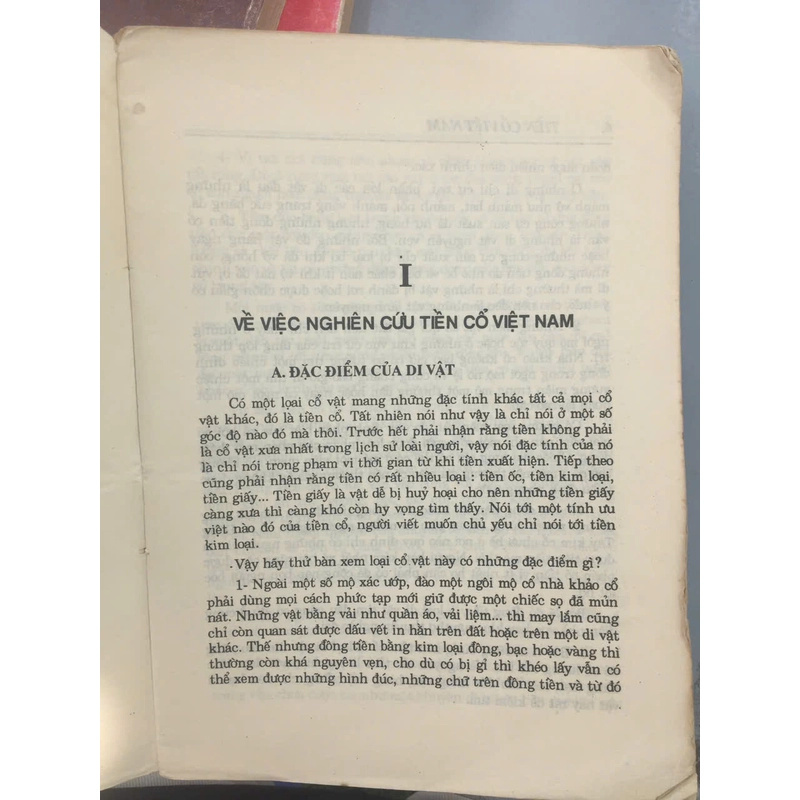 I
VỀ VIỆC NGHIÊN CỨU TIỀN CỔ VIỆT NAM
A. ĐẶC ĐIỂM CỦA DI VẬT
Có một lọai cổ vật mang những đặc tính khác tất cả mọi cổ
vật khác, đó là tiền cổ. Tất nhiên nói như vậy là chỉ nói ở một số
góc độ nào đó mà thôi. Trước hết phải nhận rằng tiền không phải
là cổ vật xưa nhất trong lịch sử loài người, vậy nói đặc tính của nó
là chỉ nói trong phạm vi thời gian từ khi tiền xuất hiện. Tiếp theo
cũng phải nhận rằng tiền có rất nhiều loại : tiền ốc, tiền kim loại,
tiền giấy... Tiền giấy là vật dễ bị huỷ hoại cho nên những tiền giấy
càng xưa thì càng khó còn hy vọng tìm thấy. Nói tới một tính ưu
việt nào đó của tiền cổ, người viết muốn chủ yếu chỉ nói tới tiền
kim loại.
.Vậy hãy thử bàn xem loại cổ vật này có những đặc điểm gì?
1- Ngoài một số mộ xác ướp, đào một ngôi mộ cổ nhà khảo cổ
phải dùng mọi cách phức tạp mới giữ được một chiếc sọ đã mủn
nát. Những vật bằng vải như quần áo, vải liệm... thì may lắm cũng
chỉ còn quan sát được dấu vết in hằn trên đất hoặc trên một di vật
khác. Thế nhưng đồng tiền bằng kim loại đồng, bạc hoặc vàng thì
thường còn khá nguyên vẹn, cho dù có bị gỉ thì khéo lấy vẫn có
thể xem được những hình đúc, những chữ trên đồng tiền và từ đó